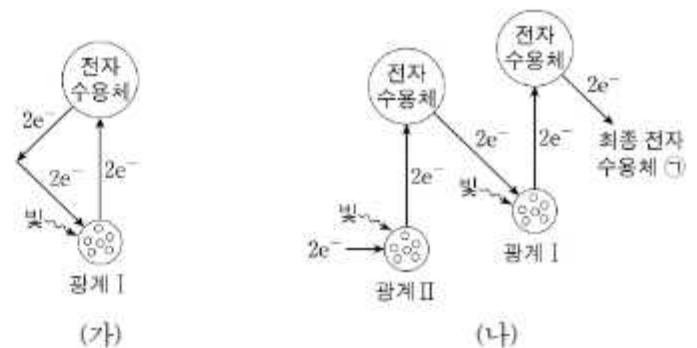 전자
수용체
2e⁻
2e⁻
2e⁻
빛
광계 Ⅰ
(가)
전자
수용체
2e⁻
2e⁻
빛
2e⁻
광계 Ⅱ
전자
수용체
2e⁻
2e⁻
최종 전자
수용체 ㉠
빛
광계 Ⅰ
(나)